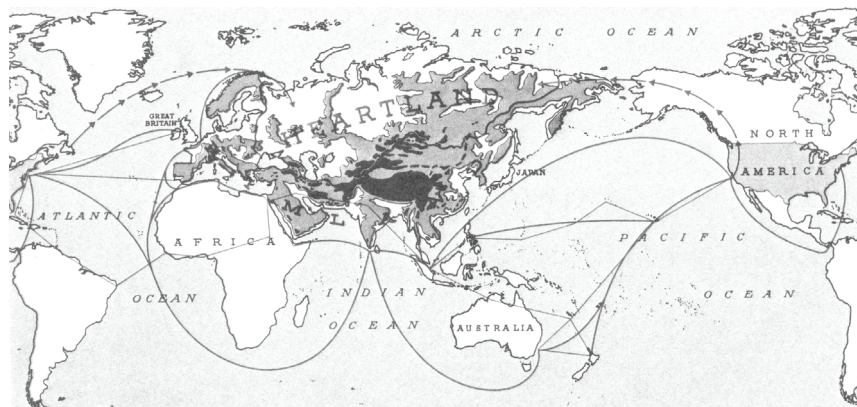 ARCTIC OCEAN
GREAT
BRITAIN
HEARTLAND
NORTH
AMERICA
JAPAN
ATLANTIC
OCEAN
AFRICA
PACIFIC
OCEAN
INDIAN
OCEAN
AUSTRALIA